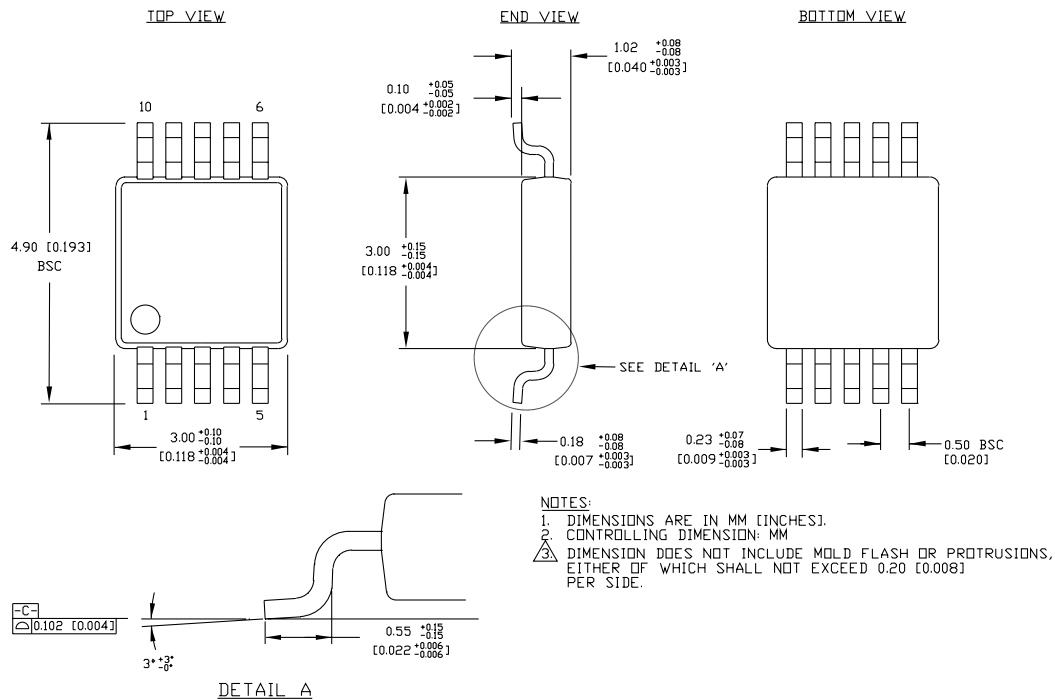 TOP VIEW
END VIEW
BOTTOM VIEW
1.02 +0.08 -0.08
[0.040 +0.003 -0.003]
0.10 +0.05 -0.05
[0.004 +0.002 -0.002]
10
6
4.90 [0.193]
BSC
3.00 +0.15 -0.15
[0.118 +0.004 -0.004]
SEE DETAIL 'A'
1
5
3.00 +0.10 -0.10
[0.118 +0.004 -0.004]
0.18 +0.08 -0.08
[0.007 +0.003 -0.003]
0.23 +0.07 -0.08
[0.009 +0.003 -0.003]
0.50 BSC
[0.020]
NOTES:
1. DIMENSIONS ARE IN MM [INCHES].
2. CONTROLLING DIMENSION: MM
3. DIMENSION DOES NOT INCLUDE MOLD FLASH OR PROTRUSIONS,
EITHER OF WHICH SHALL NOT EXCEED 0.20 [0.008]
PER SIDE.
-C-
0.102 [0.004]
3° +3° -0°
0.55 +0.15 -0.15
[0.022 +0.006 -0.006]
DETAIL A